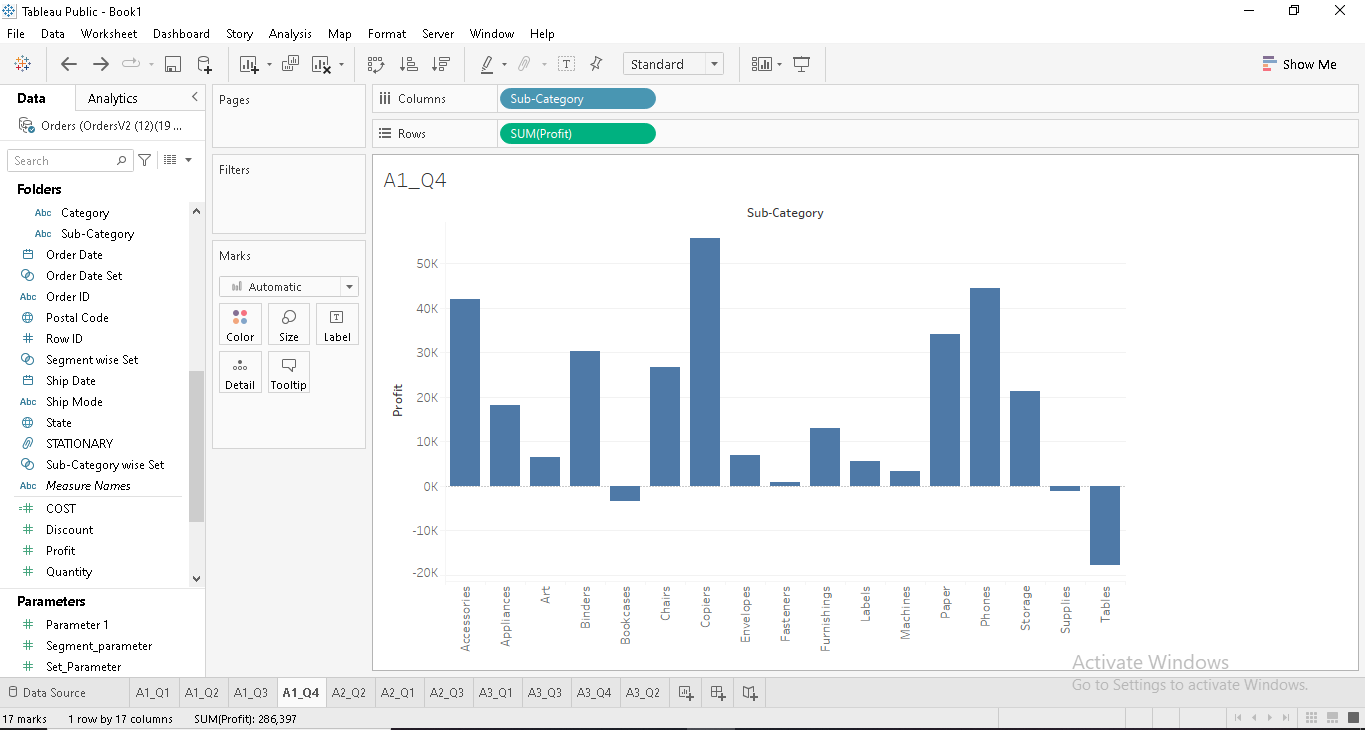 Tableau Public - Book1
File Data Worksheet Dashboard Story Analysis Map Format Server Window Help
Standard
Show Me
Data Analytics
Orders (OrdersV2 (12)(19 ...
Search
Folders
Abc Category
Abc Sub-Category
Order Date
Order Date Set
Abc Order ID
Postal Code
Row ID
Segment wise Set
Ship Date
Abc Ship Mode
State
STATIONARY
Sub-Category wise Set
Abc Measure Names
COST
Discount
Profit
Quantity
Parameters
Parameter 1
Segment_parameter
Set_Parameter
Pages
Filters
Marks
Automatic
Color Size Label
Detail Tooltip
Columns Sub-Category
Rows SUM(Profit)
A1_Q4
Sub-Category
Profit
50K
40K
30K
20K
10K
0K
-10K
-20K
Accessories
Appliances
Art
Binders
Bookcases
Chairs
Copiers
Envelopes
Fasteners
Furnishings
Labels
Machines
Paper
Phones
Storage
Supplies
Tables
Activate Windows
Go to Settings to activate Windows.
Data Source A1_Q1 A1_Q2 A1_Q3 A1_Q4 A2_Q2 A2_Q1 A2_Q3 A3_Q1 A3_Q3 A3_Q4 A3_Q2
17 marks 1 row by 17 columns SUM(Profit): 286,397